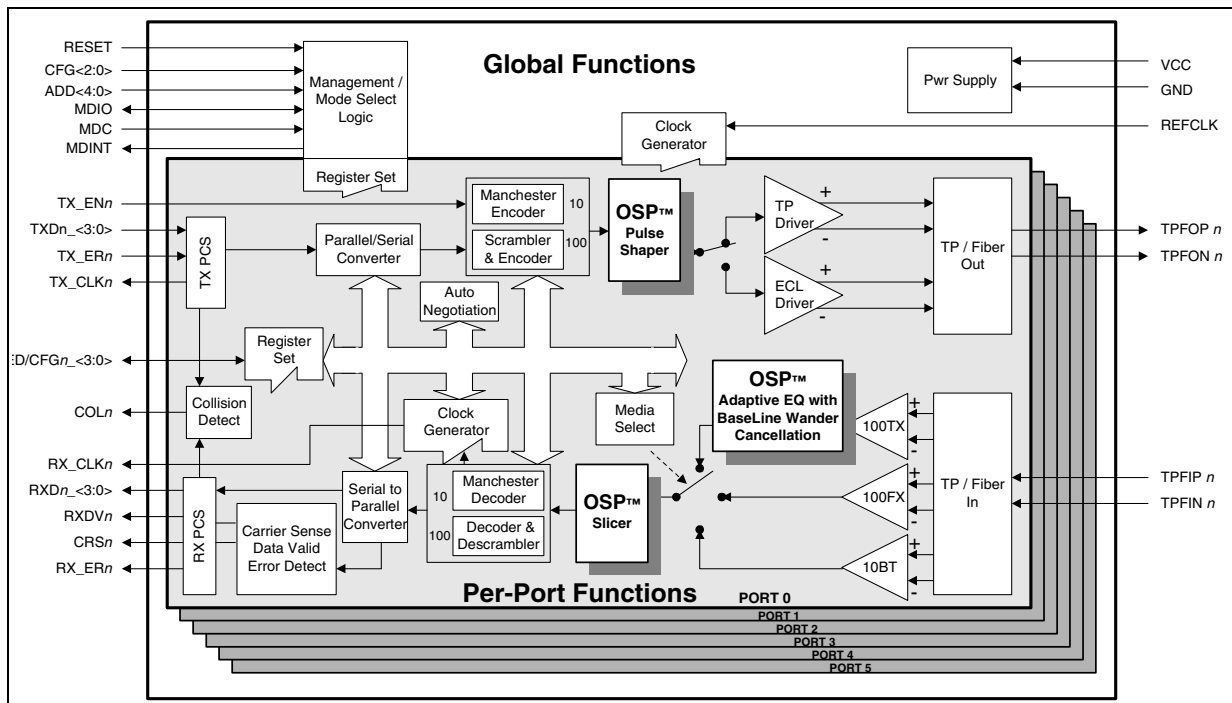 Global Functions
RESET
CFG<2:0>
ADD<4:0>
MDIO
MDC
MDINT
Management /
Mode Select
Logic
Register Set
Pwr Supply
VCC
GND
REFCLK
Clock
Generator
TX_ENn
TXDn_<3:0>
TX_ERn
TX_CLKn
TX PCS
Parallel/Serial
Converter
Manchester
Encoder
10
Scrambler
& Encoder
100
OSP™
Pulse
Shaper
TP
Driver
+
-
ECL
Driver
+
-
TP / Fiber
Out
TPFOP n
TPFON n
Auto
Negotiation
ED/CFGn_<3:0>
Register
Set
COLn
Collision
Detect
Clock
Generator
Media
Select
OSP™
Adaptive EQ with
BaseLine Wander
Cancellation
100TX
+
-
100FX
+
-
10BT
+
-
TP / Fiber
In
TPFIP n
TPFIN n
RX_CLKn
RXDn_<3:0>
RXDVn
CRSn
RX_ERn
RX PCS
Carrier Sense
Data Valid
Error Detect
Serial to
Parallel
Converter
10
Manchester
Decoder
100
Decoder &
Descrambler
OSP™
Slicer
Per-Port Functions
PORT 0
PORT 1
PORT 2
PORT 3
PORT 4
PORT 5